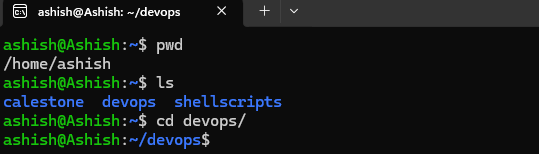 ashish@Ashish: ~/devops
ashish@Ashish:~$ pwd
/home/ashish
ashish@Ashish:~$ ls
calestone  devops  shellscripts
ashish@Ashish:~$ cd devops/
ashish@Ashish:~/devops$